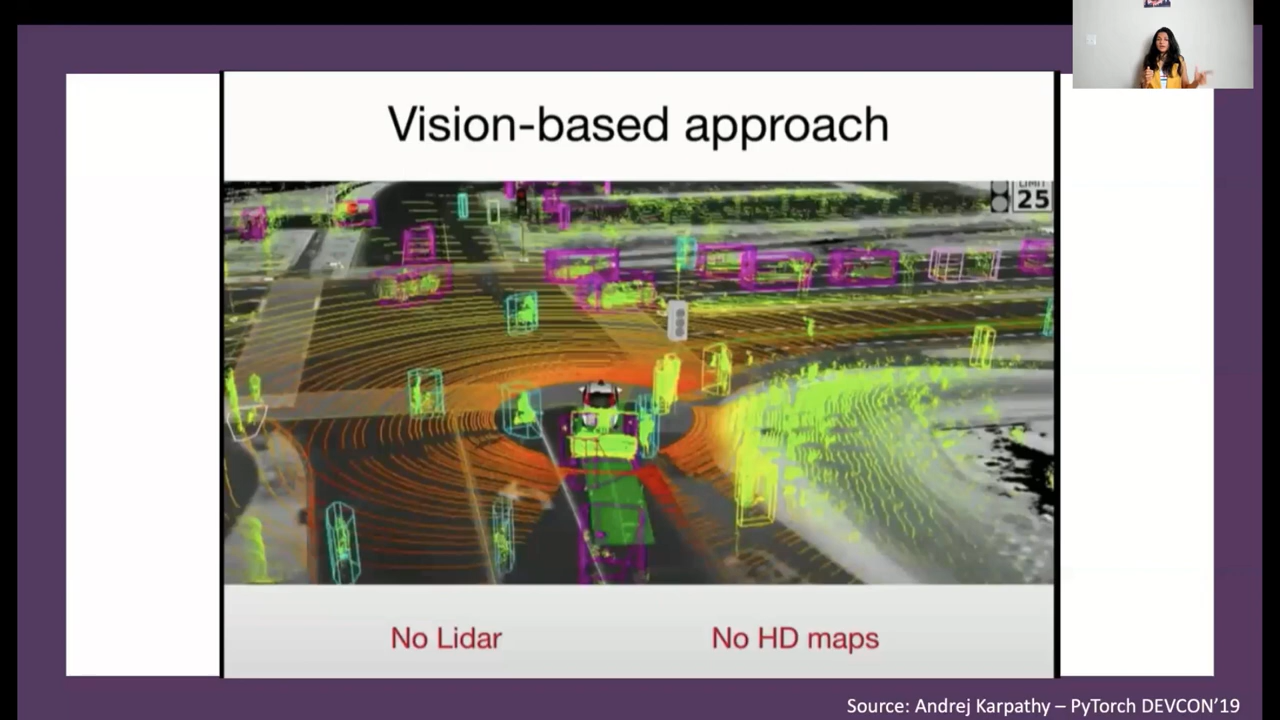 Vision-based approach
LIMIT
25
No Lidar
No HD maps
Source: Andrej Karpathy – PyTorch DEVCON'19